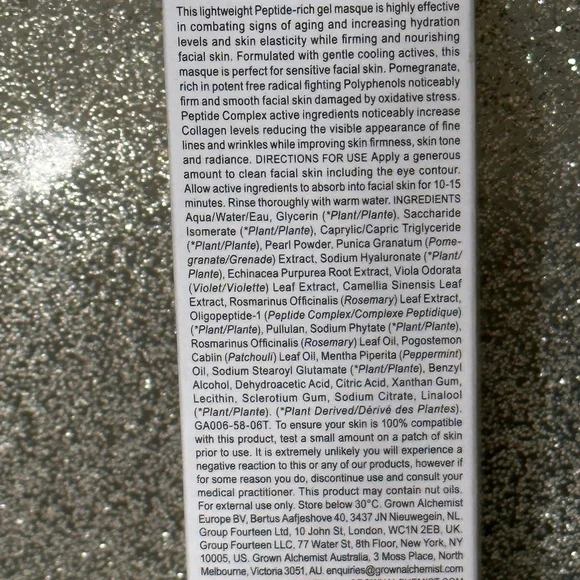 This lightweight Peptide-rich gel masque is highly effective
in combating signs of aging and increasing hydration
levels and skin elasticity while firming and nourishing
facial skin. Formulated with gentle cooling actives, this
masque is perfect for sensitive facial skin. Pomegranate,
rich in potent free radical fighting Polyphenols noticeably
firm and smooth facial skin damaged by oxidative stress.
Peptide Complex active ingredients noticeably increase
Collagen levels reducing the visible appearance of fine
lines and wrinkles while improving skin firmness, skin tone
and radiance. DIRECTIONS FOR USE Apply a generous
amount to clean facial skin including the eye contour.
Allow active ingredients to absorb into facial skin for 10-15
minutes. Rinse thoroughly with warm water. INGREDIENTS
Aqua/Water/Eau, Glycerin (*Plant/Plante), Saccharide
Isomerate (*Plant/Plante), Caprylic/Capric Triglyceride
(*Plant/Plante), Pearl Powder, Punica Granatum (Pome-
granate/Grenade) Extract, Sodium Hyaluronate (*Plant/
Plante), Echinacea Purpurea Root Extract, Viola Odorata
(Violet/Violette) Leaf Extract, Camellia Sinensis Leaf
Extract, Rosmarinus Officinalis (Rosemary) Leaf Extract,
Oligopeptide-1 (Peptide Complex/Complexe Peptidique)
(*Plant/Plante), Pullulan, Sodium Phytate (*Plant/Plante),
Rosmarinus Officinalis (Rosemary) Leaf Oil, Pogostemon
Cablin (Patchouli) Leaf Oil, Mentha Piperita (Peppermint)
Oil, Sodium Stearoyl Glutamate (*Plant/Plante), Benzyl
Alcohol, Dehydroacetic Acid, Citric Acid, Xanthan Gum,
Lecithin, Sclerotium Gum, Sodium Citrate, Linalool
(*Plant/Plante). (*Plant Derived/Dérivé des Plantes).
GA006-58-06T. To ensure your skin is 100% compatible
with this product, test a small amount on a patch of skin
prior to use. It is extremely unlikely you will experience a
negative reaction to this or any of our products, however if
for some reason you do, discontinue use and consult your
medical practitioner. This product may contain nut oils.
For external use only. Store below 30°C. Grown Alchemist
Europe BV, Bertus Aafjeshove 40, 3437 JN Nieuwegein, NL.
Group Fourteen Ltd, 10 John St, London, WC1N 2EB, UK.
Group Fourteen LLC, 77 Water St, 8th Floor, New York, NY
10005, US. Grown Alchemist Australia, 3 Moss Place, North
Melbourne, Victoria 3051, AU. enquiries@grownalchemist.com